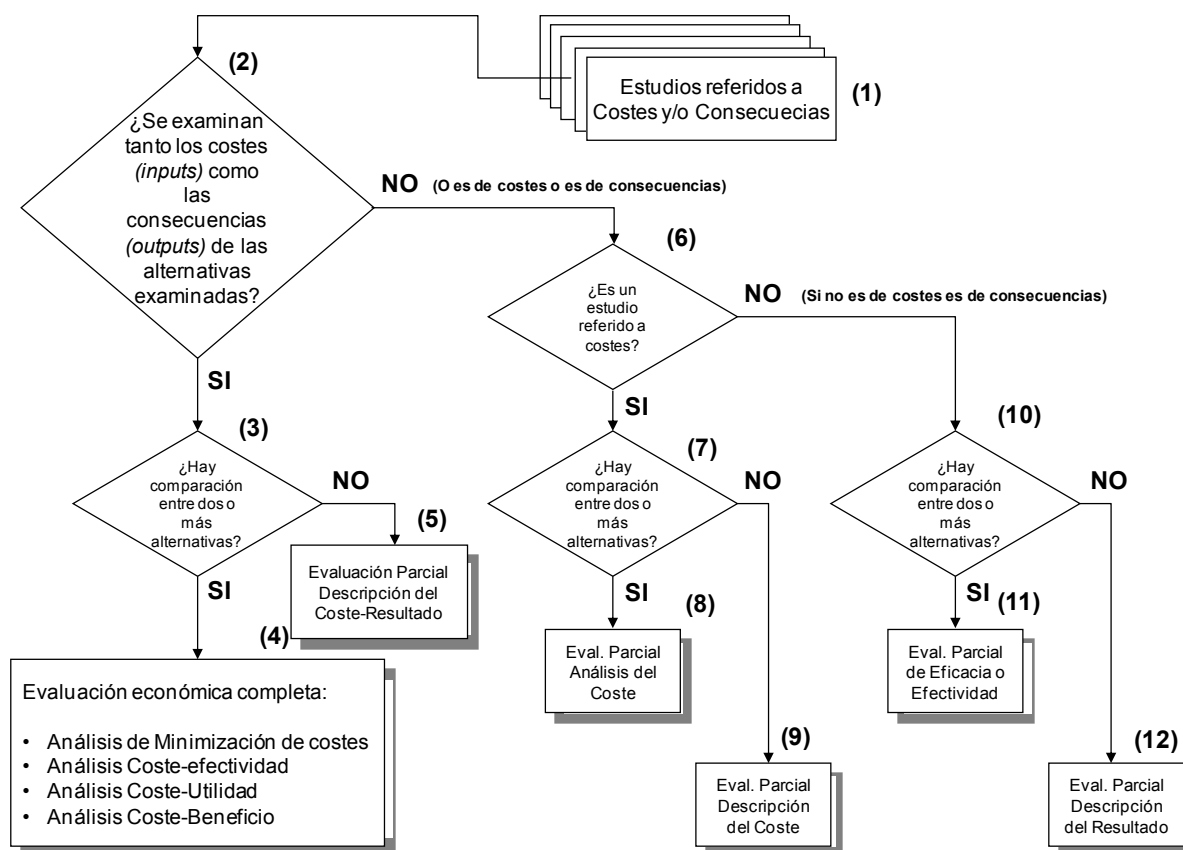 (1)
Estudios referidos a
Costes y/o Consecuecias
(2)
¿Se examinan
tanto los costes
(inputs) como
las
consecuencias
(outputs) de las
alternativas
examinadas?
NO (O es de costes o es de consecuencias)
SI
(3)
¿Hay
comparación
entre dos o
más
alternativas?
NO
SI
(4)
Evaluación económica completa:
• Análisis de Minimización de costes
• Análisis Coste-efectividad
• Análisis Coste-Utilidad
• Análisis Coste-Beneficio
(5)
Evaluación Parcial
Descripción del
Coste-Resultado
(6)
¿Es un
estudio
referido a
costes?
NO (Si no es de costes es de consecuencias)
SI
(7)
¿Hay
comparación
entre dos o
más
alternativas?
NO
SI
(8)
Eval. Parcial
Análisis del
Coste
(9)
Eval. Parcial
Descripción
del Coste
(10)
¿Hay
comparación
entre dos o
más
alternativas?
NO
SI
(11)
Eval. Parcial
de Eficacia o
Efectividad
(12)
Eval. Parcial
Descripción
del Resultado